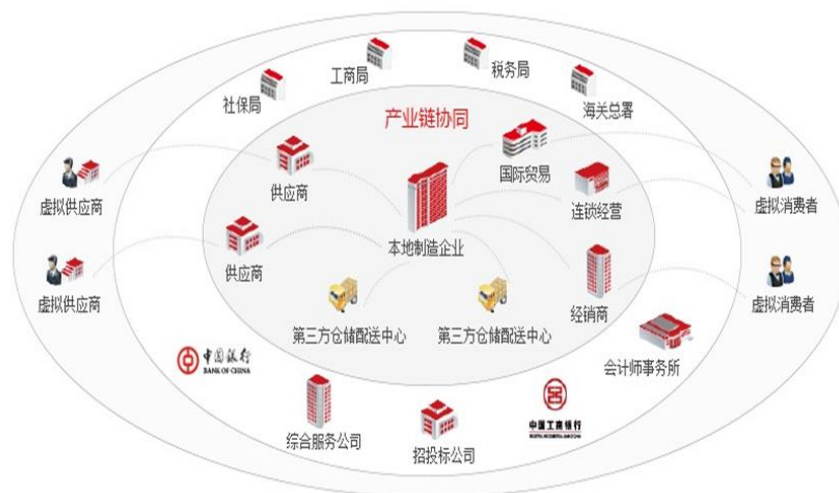 工商局
税务局
社保局
海关总署
产业链协同
国际贸易
供应商
虚拟供应商
连锁经营
虚拟消费者
本地制造企业
供应商
虚拟供应商
经销商
虚拟消费者
第三方仓储配送中心
第三方仓储配送中心
中国银行
BANK OF CHINA
会计师事务所
中国工商银行
综合服务公司
招投标公司